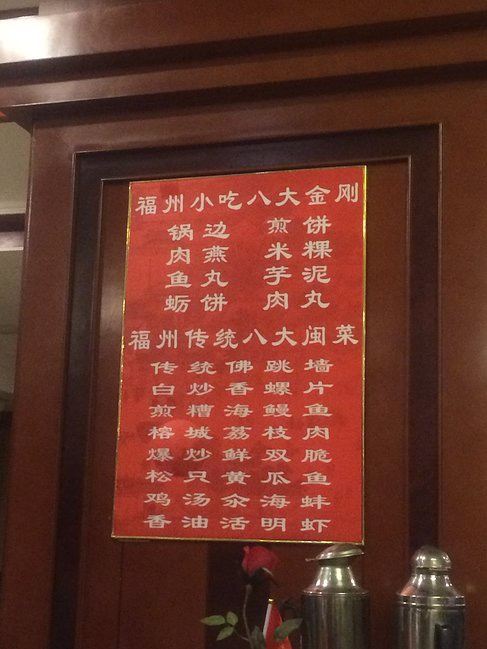 福州小吃八大金刚
锅边 煎饼
肉燕 米粿
鱼丸 芋泥
蛎饼 肉丸
福州传统八大闽菜
传统佛跳墙
白炒香螺片
煎糟海鳗鱼
榕城荔枝肉
爆炒鲜双脆
松只黄瓜鱼
鸡汤汆海蚌
香油活明虾